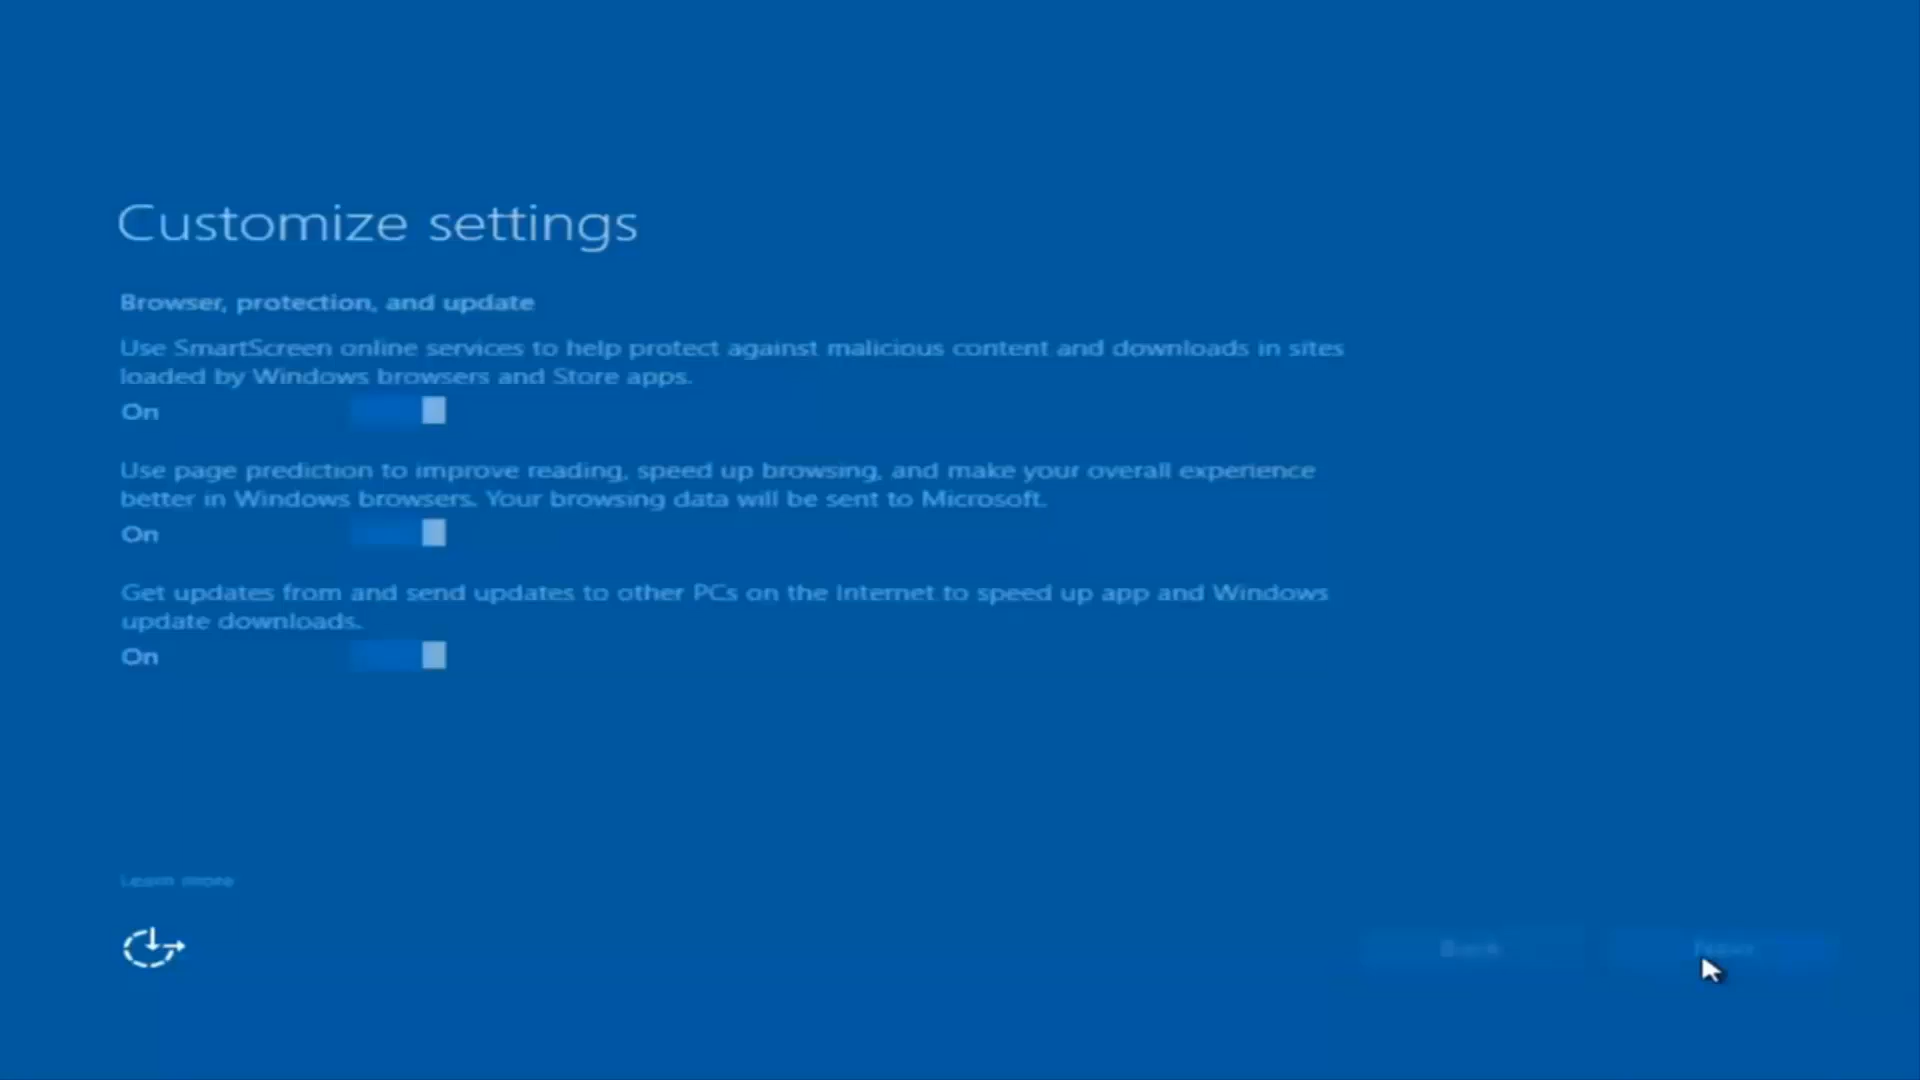 Customize settings
Browser, protection, and update
Use SmartScreen online services to help protect against malicious content and downloads in sites
loaded by Windows browsers and Store apps.
On
Use page prediction to improve reading, speed up browsing, and make your overall experience
better in Windows browsers. Your browsing data will be sent to Microsoft.
On
Get updates from and send updates to other PCs on the Internet to speed up app and Windows
update downloads.
On
Learn more
Back
Next